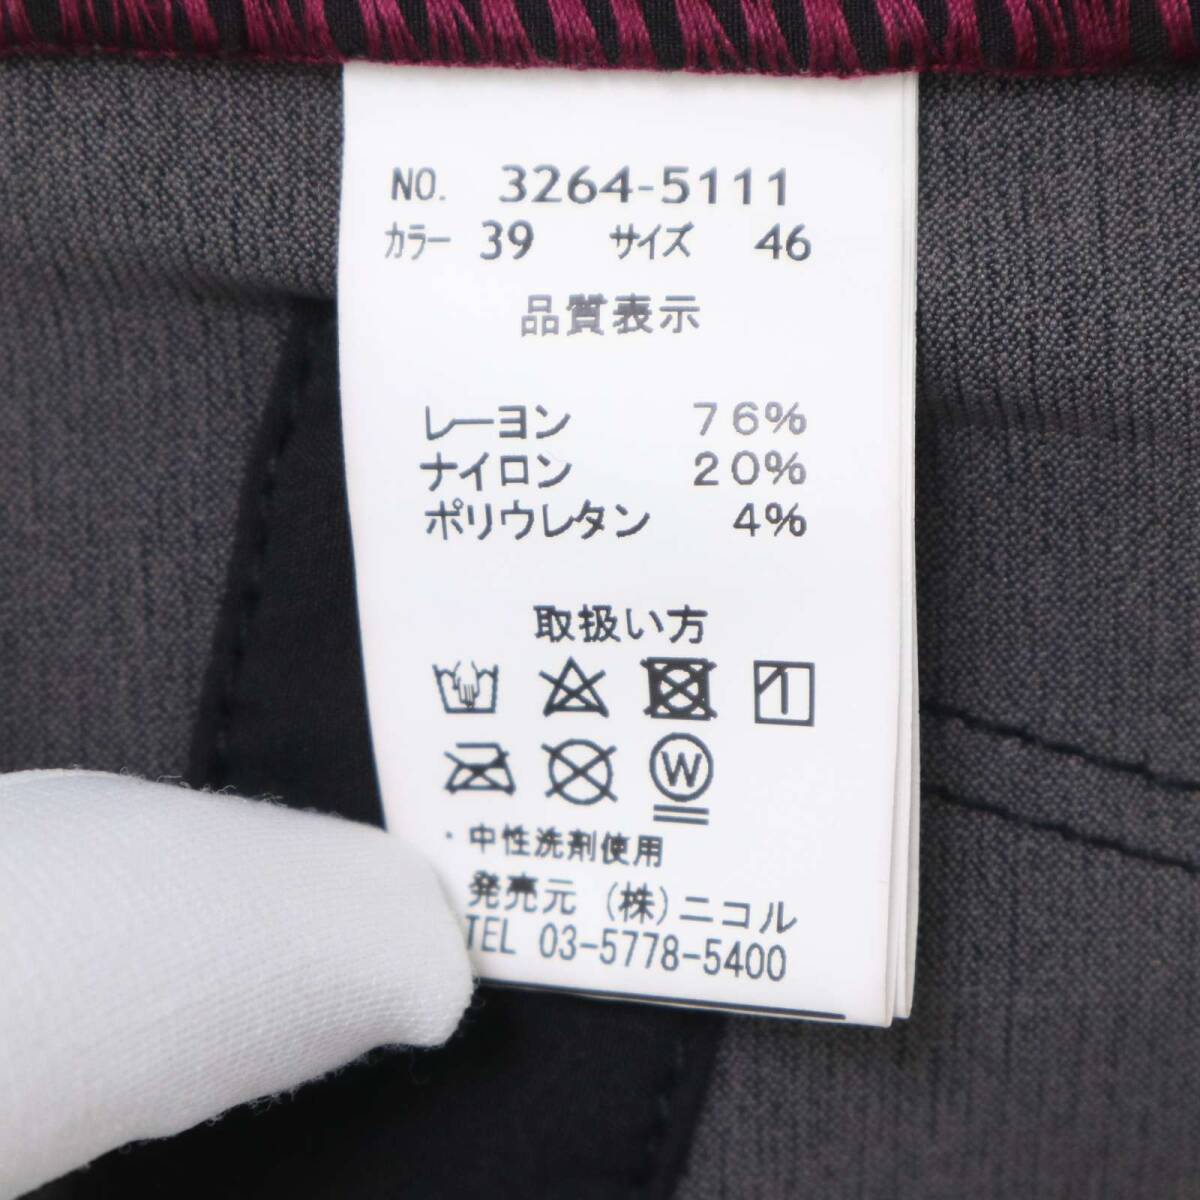 NO. 3264-5111
カラー 39 サイズ 46
品質表示
レーヨン 76%
ナイロン 20%
ポリウレタン 4%
取扱い方
W
・中性洗剤使用
発売元 (株)ニコル
TEL 03-5778-5400